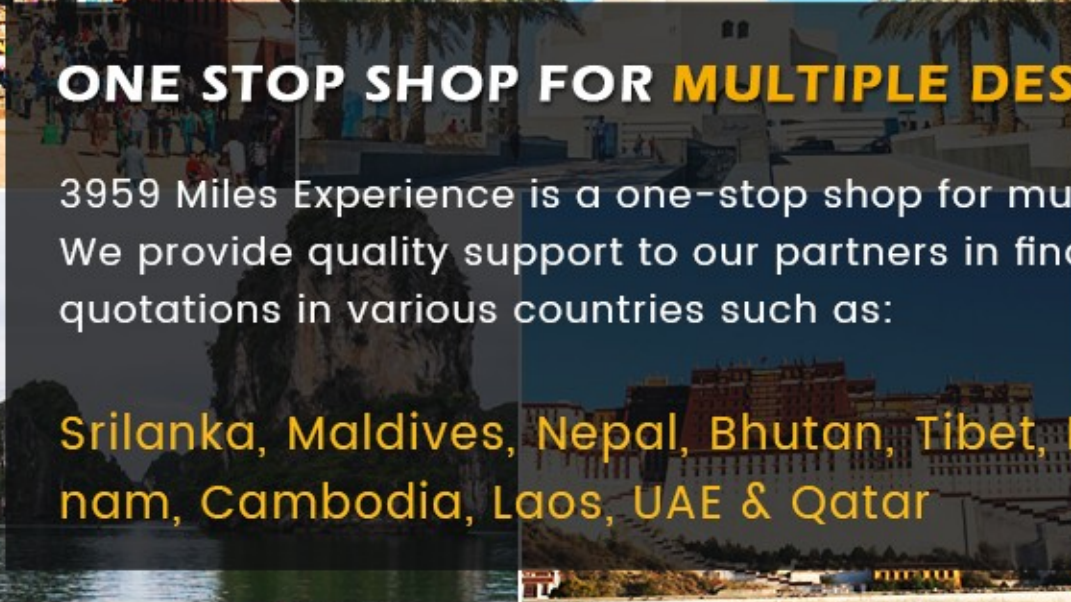 ONE STOP SHOP FOR MULTIPLE DES
3959 Miles Experience is a one-stop shop for mu
We provide quality support to our partners in fin
quotations in various countries such as:
Srilanka, Maldives, Nepal, Bhutan, Tibet,
nam, Cambodia, Laos, UAE & Qatar